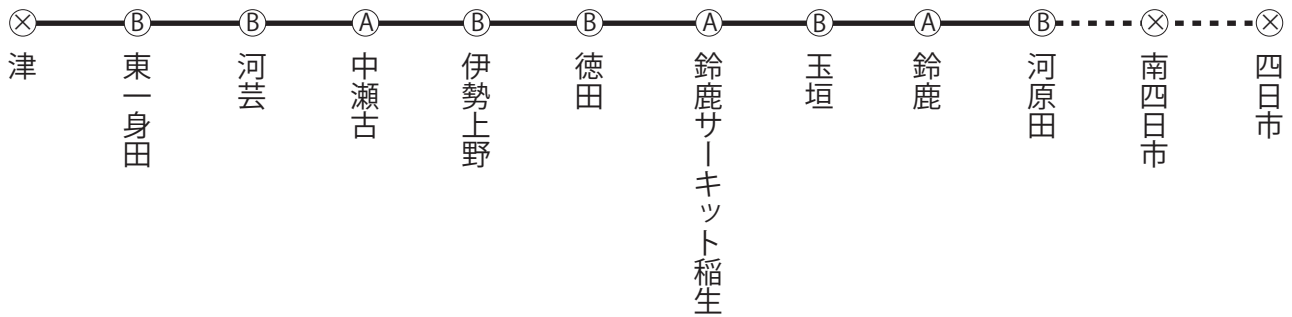 × B B A B B A B A B × ×
津
東一身田
河芸
中瀬古
伊勢上野
徳田
鈴鹿サーキット稲生
玉垣
鈴鹿
河原田
南四日市
四日市